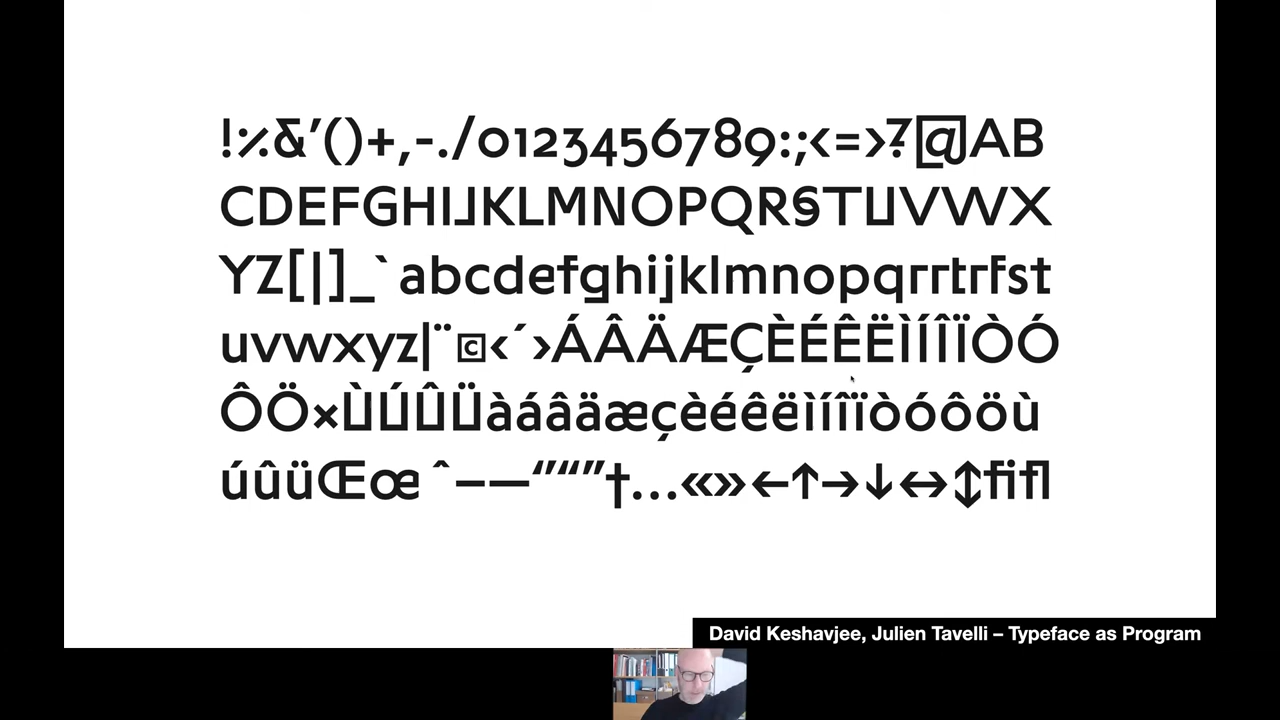 !٪&’()+,-./0123456789:;‹=›?@AB
CDEFGHIJKLMNOPQRSTUVWX
YZ[|]_`abcdefghijklmnopqrrtrfst
uvwxyz|¨©‹´›ÁÂÄÆÇÈÉÊËÌÍÎÏÒÓ
ÔÖ×ÙÚÛÜàáâäæçèéêëìíîïòóôöù
úûüŒœˆ–—‘’“”†…«»←↑→↓↔↕fifl
David Keshavjee, Julien Tavelli – Typeface as Program